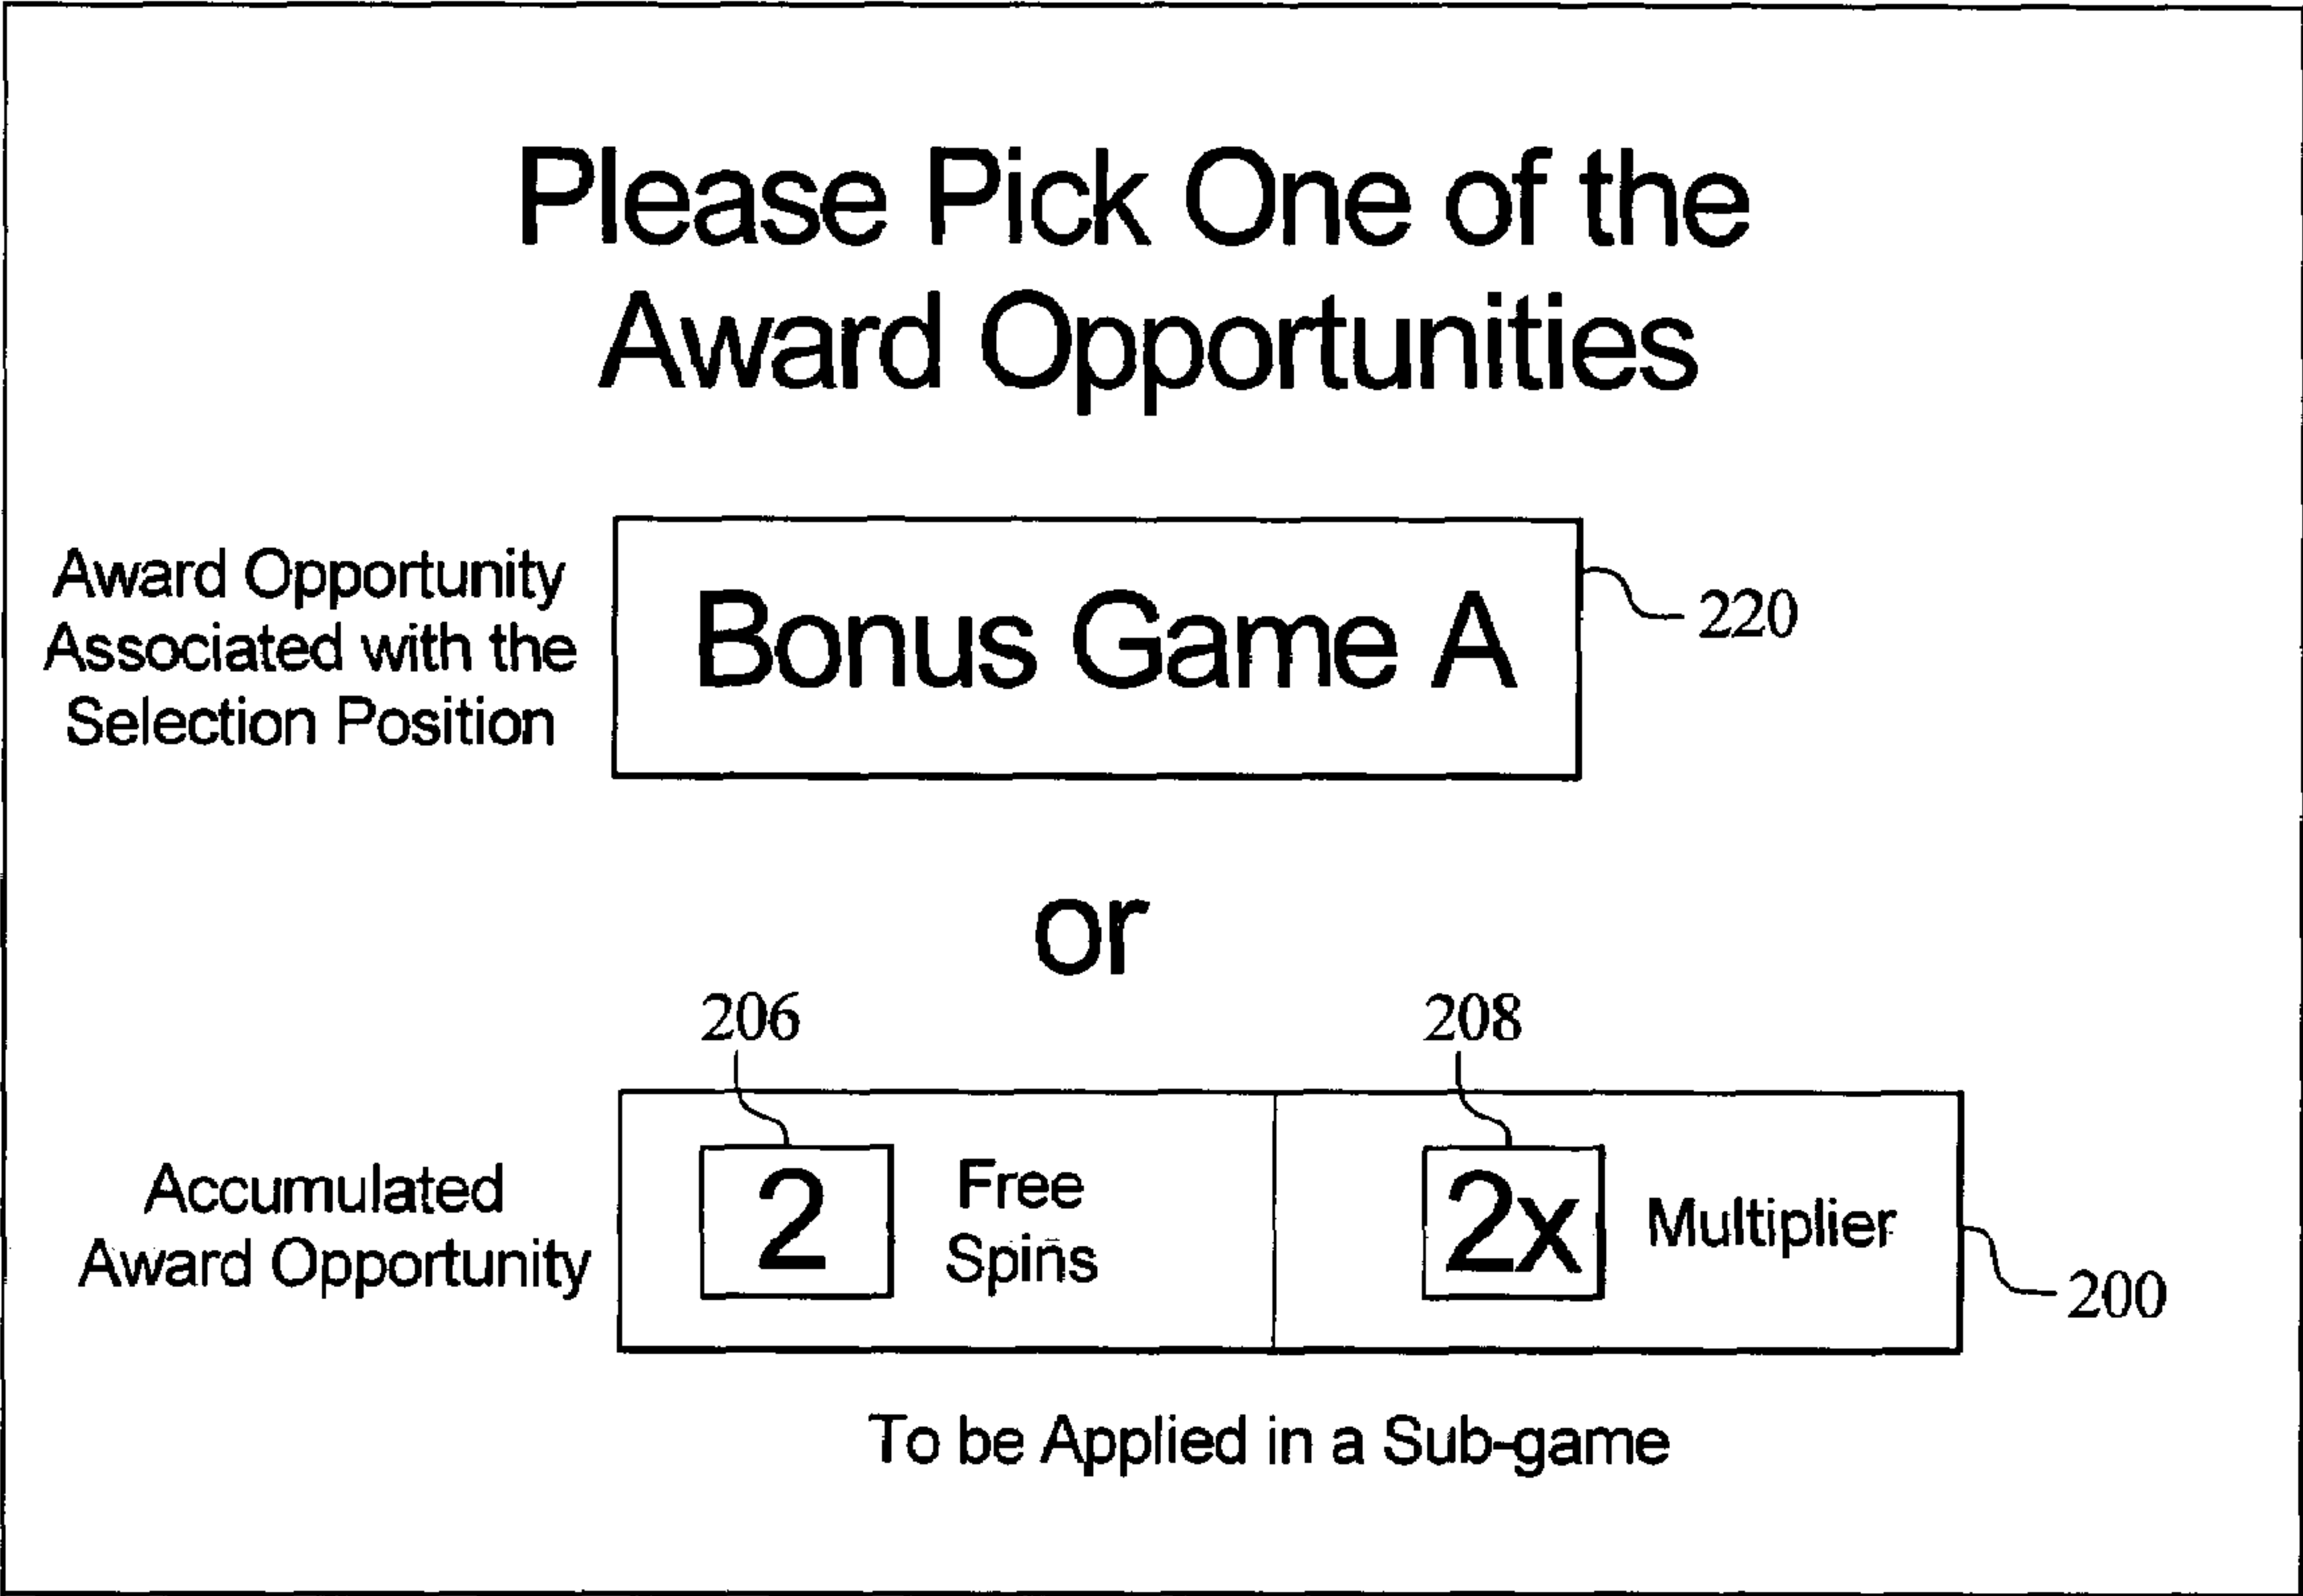 Please Pick One of the
Award Opportunities
Award Opportunity
Associated with the
Selection Position
Bonus Game A
220
or
206
208
Accumulated
Award Opportunity
2
Free
Spins
2x
Multiplier
200
To be Applied in a Sub-game